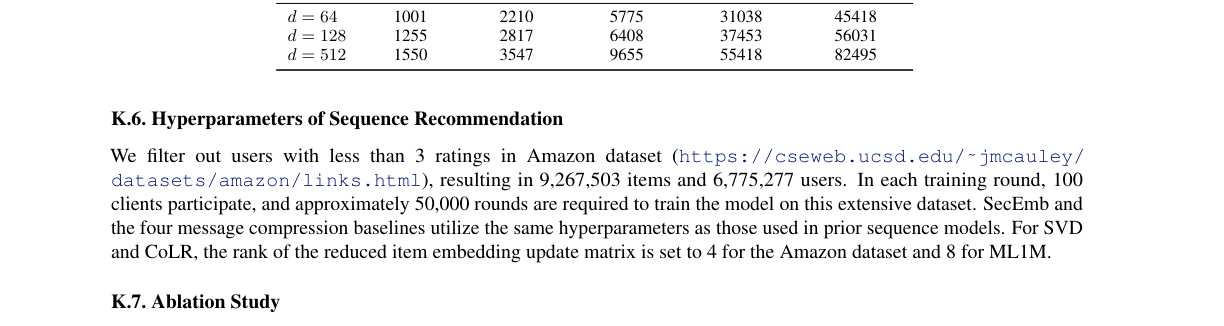 d = 64 1001 2210 5775 31038 45418
d = 128 1255 2817 6408 37453 56031
d = 512 1550 3547 9655 55418 82495
K.6. Hyperparameters of Sequence Recommendation
We filter out users with less than 3 ratings in Amazon dataset (https://cseweb.ucsd.edu/~jmcauley/
datasets/amazon/links.html), resulting in 9,267,503 items and 6,775,277 users. In each training round, 100
clients participate, and approximately 50,000 rounds are required to train the model on this extensive dataset. SecEmb and
the four message compression baselines utilize the same hyperparameters as those used in prior sequence models. For SVD
and CoLR, the rank of the reduced item embedding update matrix is set to 4 for the Amazon dataset and 8 for ML1M.
K.7. Ablation Study